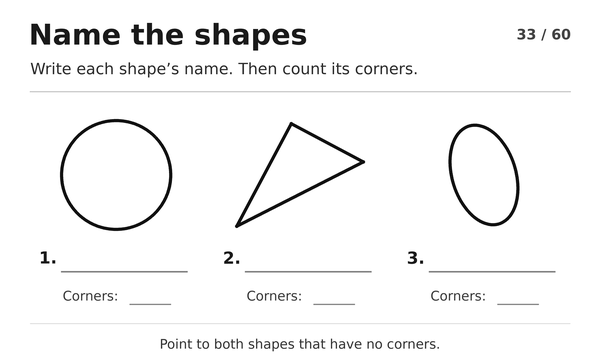 Name the shapes
33 / 60
Write each shape’s name. Then count its corners.
1. 2. 3.
Corners: Corners: Corners:
Point to both shapes that have no corners.